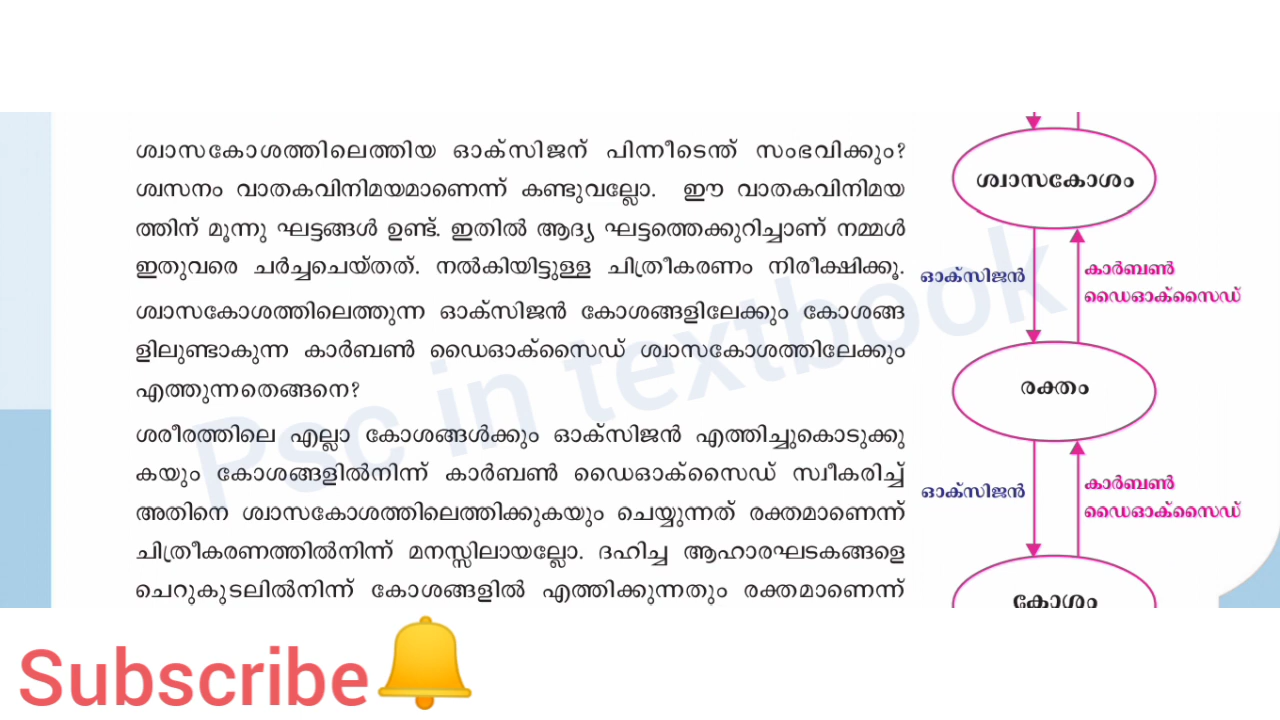 ശ്വാസകോശത്തിലെത്തിയ ഓക്സിജന് പിന്നീടെന്ത് സംഭവിക്കും?
ശ്വസനം വാതകവിനിമയമാണെന്ന് കണ്ടുവല്ലോ. ഈ വാതകവിനിമയ
ത്തിന് മൂന്നു ഘട്ടങ്ങൾ ഉണ്ട്. ഇതിൽ ആദ്യ ഘട്ടത്തെക്കുറിച്ചാണ് നമ്മൾ
ഇതുവരെ ചർച്ചചെയ്തത്. നൽകിയിട്ടുള്ള ചിത്രീകരണം നിരീക്ഷിക്കൂ.
ശ്വാസകോശത്തിലെത്തുന്ന ഓക്സിജൻ കോശങ്ങളിലേക്കും കോശങ്ങ
ളിലുണ്ടാകുന്ന കാർബൺ ഡൈഓക്സൈഡ് ശ്വാസകോശത്തിലേക്കും
എത്തുന്നതെങ്ങനെ?
ശരീരത്തിലെ എല്ലാ കോശങ്ങൾക്കും ഓക്സിജൻ എത്തിച്ചുകൊടുക്കു
കയും കോശങ്ങളിൽനിന്ന് കാർബൺ ഡൈഓക്സൈഡ് സ്വീകരിച്ച്
അതിനെ ശ്വാസകോശത്തിലെത്തിക്കുകയും ചെയ്യുന്നത് രക്തമാണെന്ന്
ചിത്രീകരണത്തിൽനിന്ന് മനസ്സിലായല്ലോ. ദഹിച്ച ആഹാരഘടകങ്ങളെ
ചെറുകുടലിൽനിന്ന് കോശങ്ങളിൽ എത്തിക്കുന്നതും രക്തമാണെന്ന്
ശ്വാസകോശം
ഓക്സിജൻ
കാർബൺ
ഡൈഓക്സൈഡ്
രക്തം
ഓക്സിജൻ
കാർബൺ
ഡൈഓക്സൈഡ്
കോശം
Psc in textbook
Subscribe